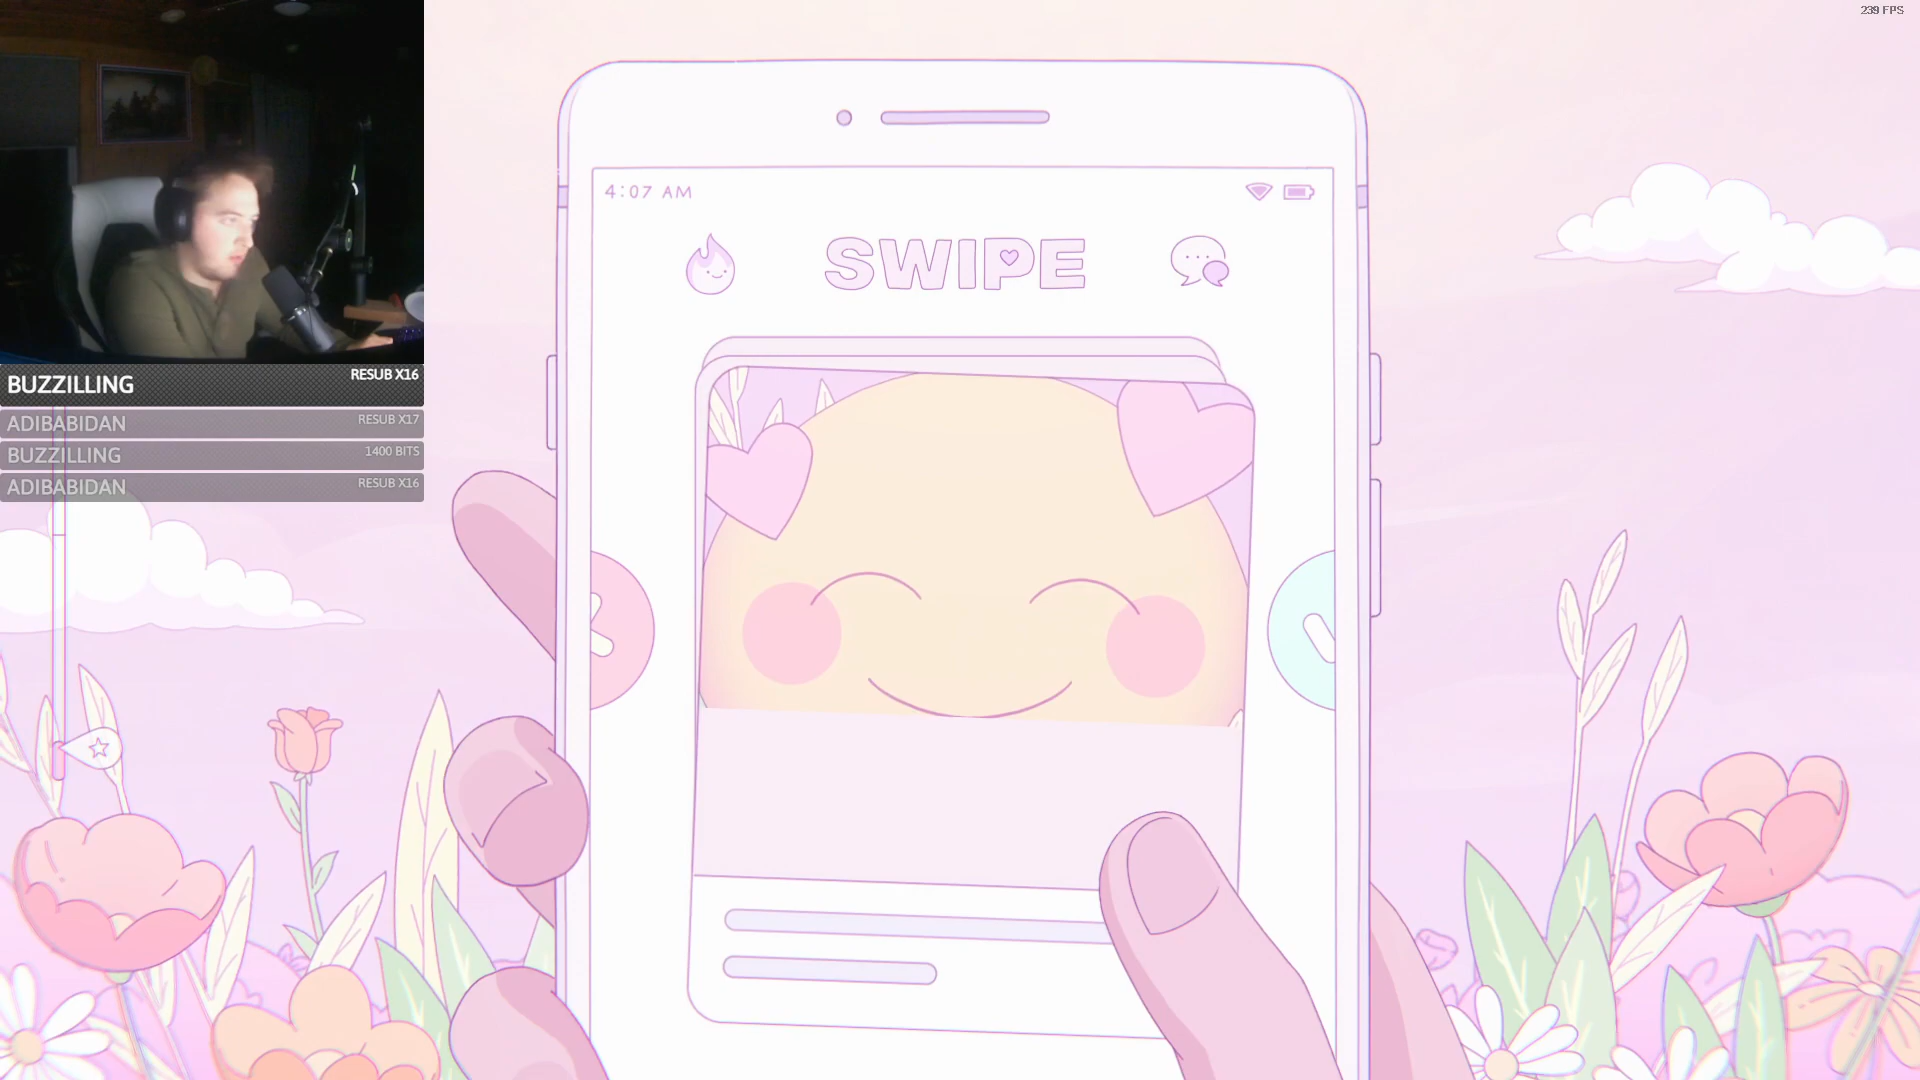 239 FPS
4:07 AM
SWIPE
BUZZILLING RESUB X16
ADIBABIDAN RESUB X17
BUZZILLING 1400 BITS
ADIBABIDAN RESUB X16